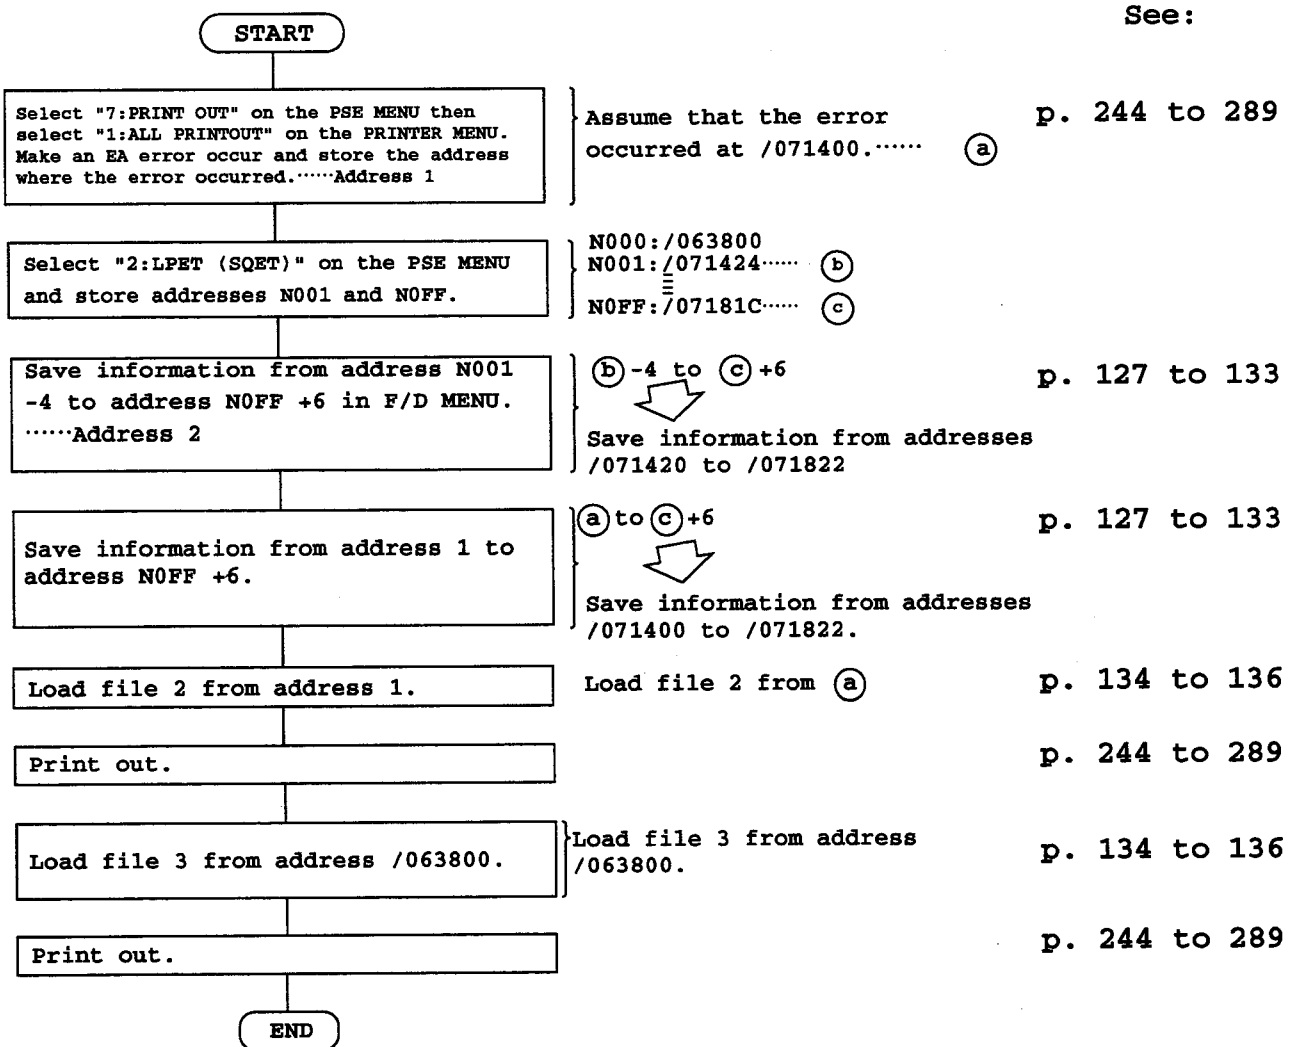 See:
START
Select "7:PRINT OUT" on the PSE MENU then
select "1:ALL PRINTOUT" on the PRINTER MENU.
Make an EA error occur and store the address
where the error occurred.······Address 1
Assume that the error
occurred at /071400.······ (a)
p. 244 to 289
Select "2:LPET (SQET)" on the PSE MENU
and store addresses N001 and N0FF.
N000:/063800
N001:/071424······ (b)
N0FF:/07181C······ (c)
Save information from address N001
-4 to address N0FF +6 in F/D MENU.
······Address 2
(b) -4 to (c) +6
Save information from addresses
/071420 to /071822
p. 127 to 133
Save information from address 1 to
address N0FF +6.
(a) to (c) +6
Save information from addresses
/071400 to /071822.
p. 127 to 133
Load file 2 from address 1.
Load file 2 from (a)
p. 134 to 136
Print out.
p. 244 to 289
Load file 3 from address /063800.
Load file 3 from address
/063800.
p. 134 to 136
Print out.
p. 244 to 289
END